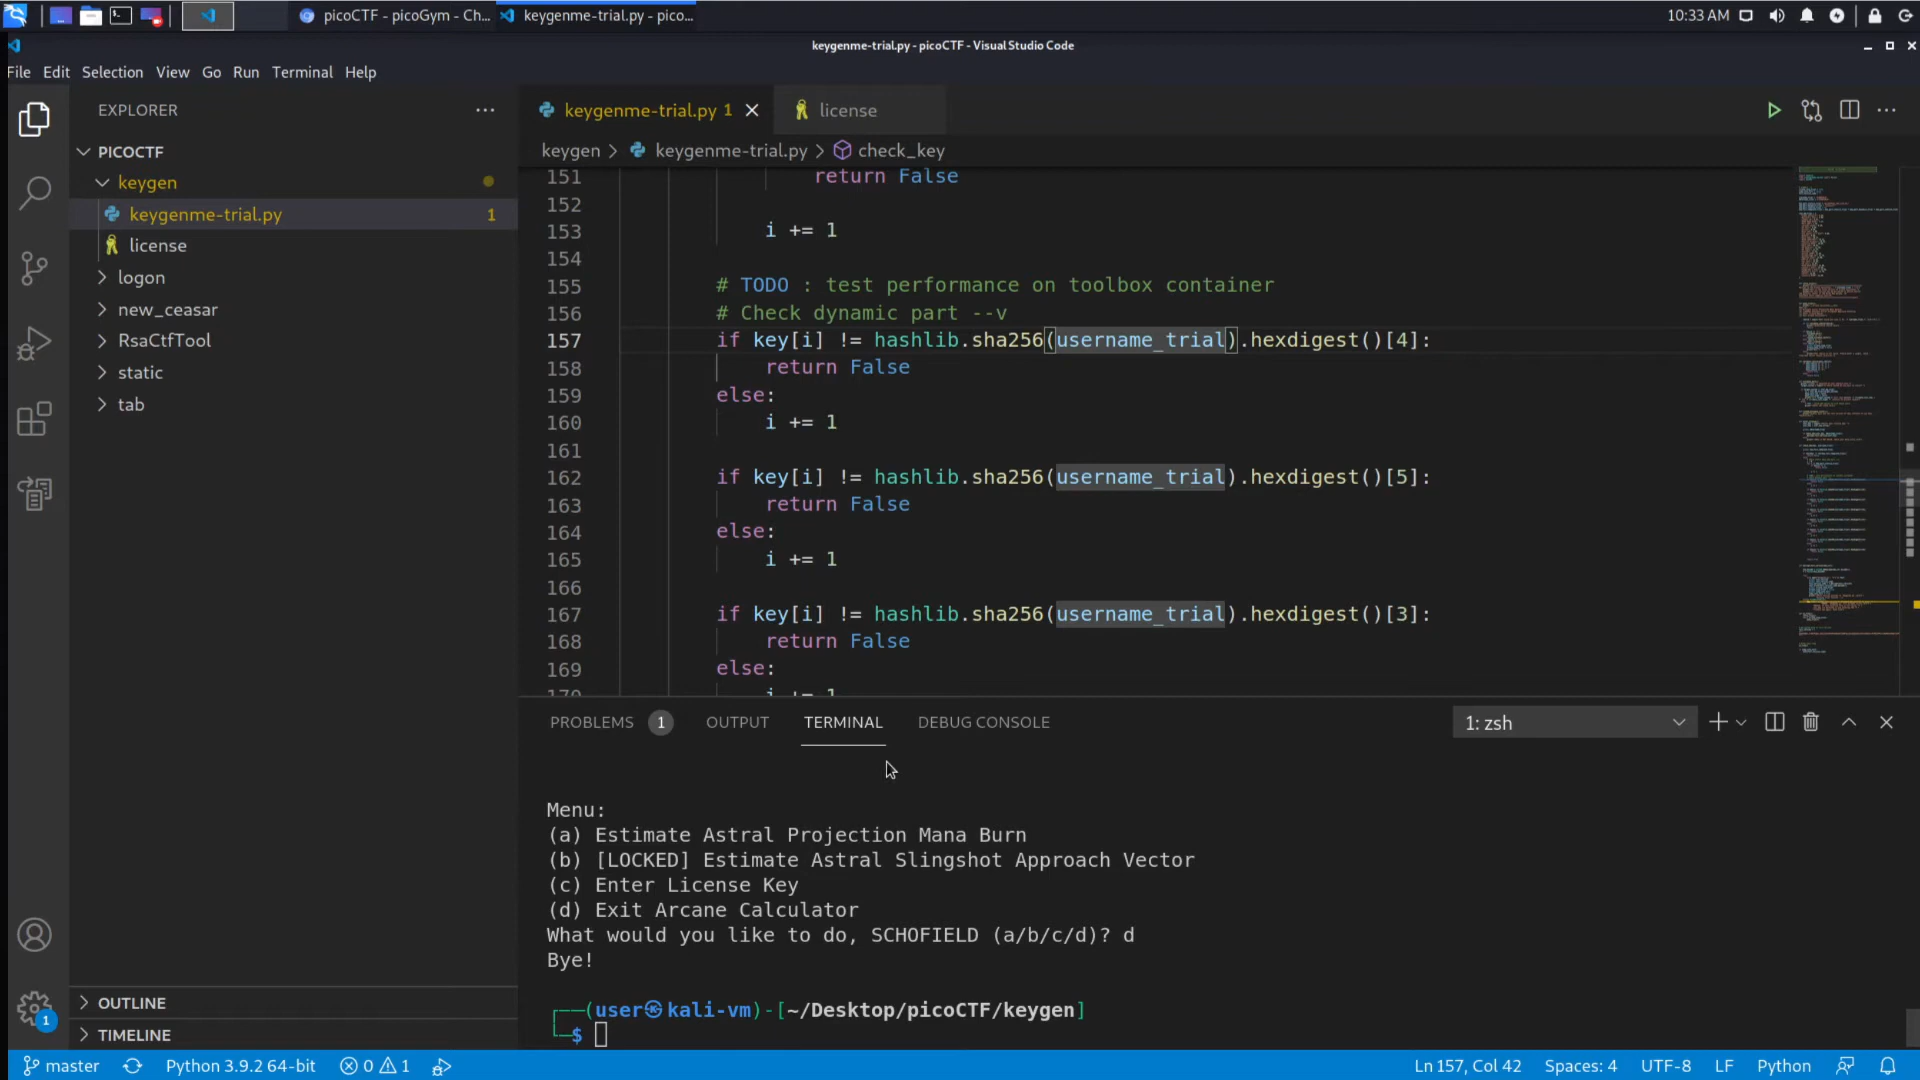 picoCTF - picoGym - Ch...
keygenme-trial.py - pico...
10:33 AM
keygenme-trial.py - picoCTF - Visual Studio Code
File Edit Selection View Go Run Terminal Help
EXPLORER
PICOCTF
keygen
keygenme-trial.py 1
license
logon
new_ceasar
RsaCtfTool
static
tab
OUTLINE
TIMELINE
keygenme-trial.py 1
license
keygen > keygenme-trial.py > check_key
151 return False
152
153 i += 1
154
155 # TODO : test performance on toolbox container
156 # Check dynamic part --v
157 if key[i] != hashlib.sha256(username_trial).hexdigest()[4]:
158 return False
159 else:
160 i += 1
161
162 if key[i] != hashlib.sha256(username_trial).hexdigest()[5]:
163 return False
164 else:
165 i += 1
166
167 if key[i] != hashlib.sha256(username_trial).hexdigest()[3]:
168 return False
169 else:
170 i += 1
PROBLEMS 1 OUTPUT TERMINAL DEBUG CONSOLE
1: zsh
Menu:
(a) Estimate Astral Projection Mana Burn
(b) [LOCKED] Estimate Astral Slingshot Approach Vector
(c) Enter License Key
(d) Exit Arcane Calculator
What would you like to do, SCHOFIELD (a/b/c/d)? d
Bye!
(user㉿kali-vm)-[~/Desktop/picoCTF/keygen]
$
1
master Python 3.9.2 64-bit 0 1
Ln 157, Col 42 Spaces: 4 UTF-8 LF Python